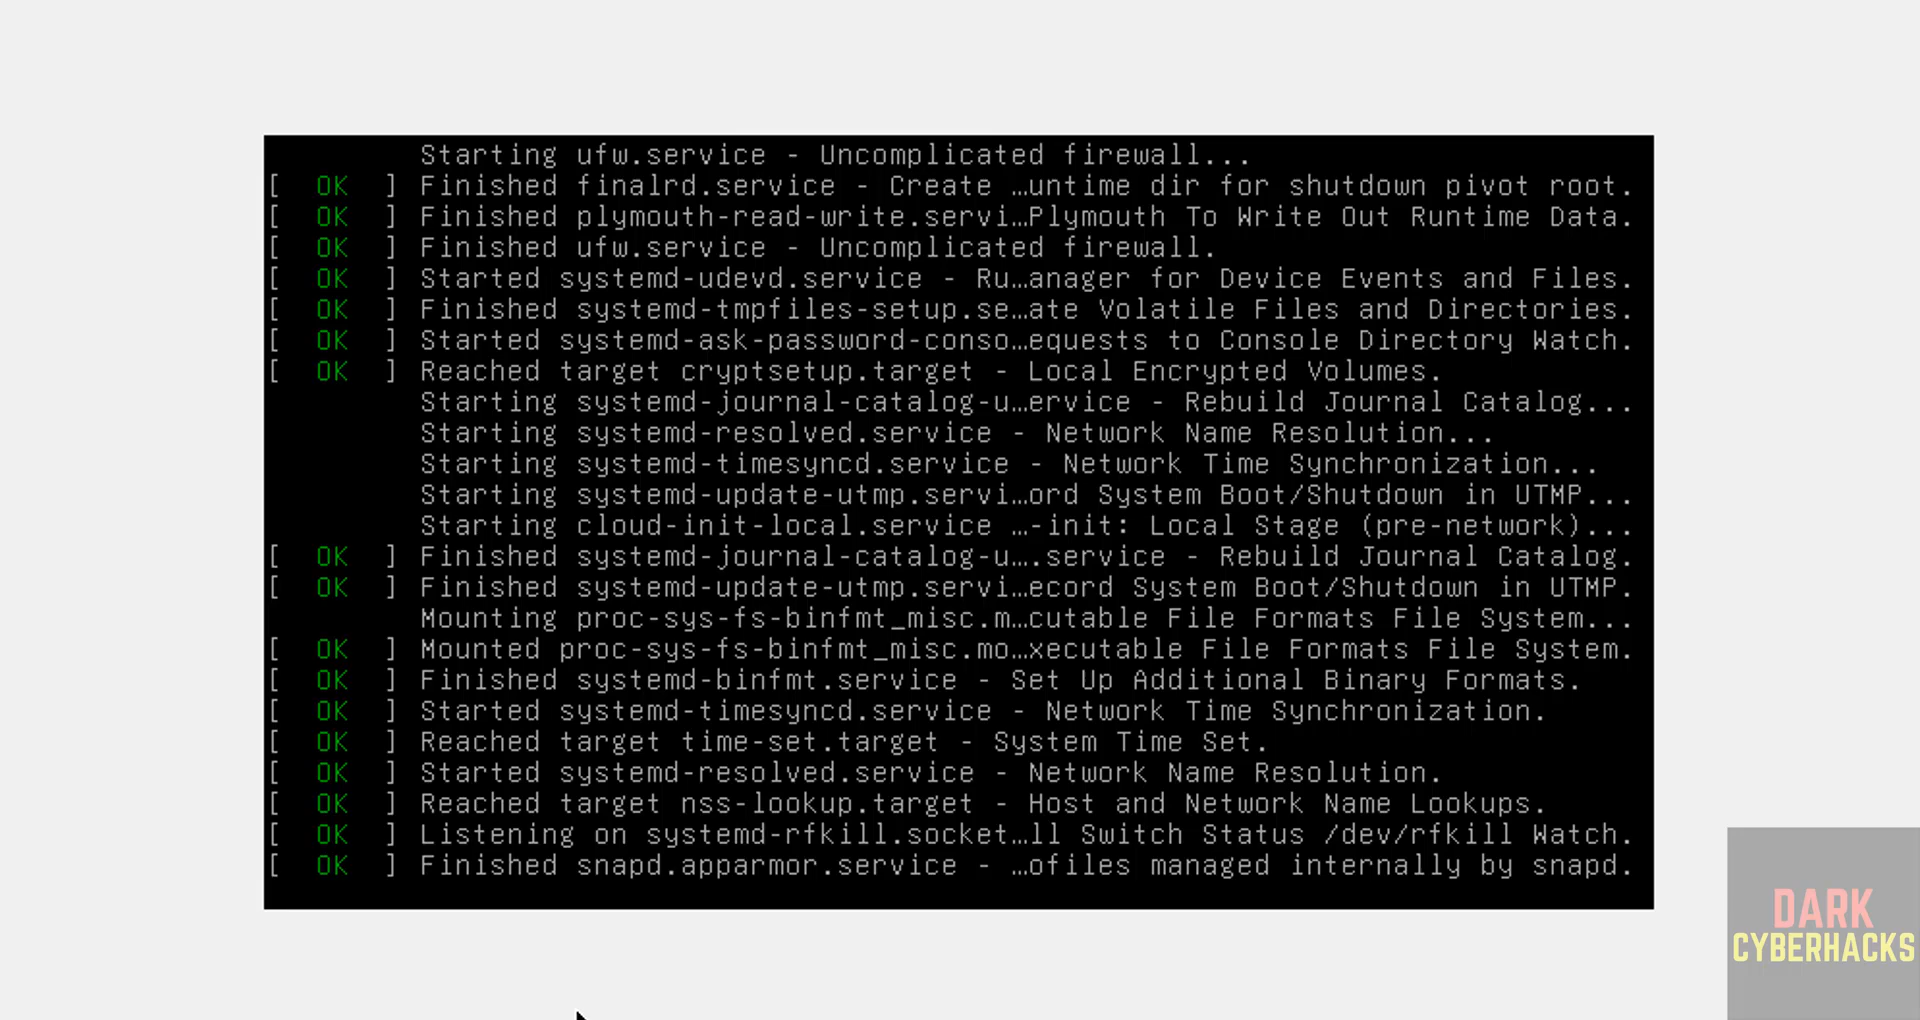 Starting ufw.service - Uncomplicated firewall...
[  OK  ] Finished finalrd.service - Create …untime dir for shutdown pivot root.
[  OK  ] Finished plymouth-read-write.servi…Plymouth To Write Out Runtime Data.
[  OK  ] Finished ufw.service - Uncomplicated firewall.
[  OK  ] Started systemd-udevd.service - Ru…anager for Device Events and Files.
[  OK  ] Finished systemd-tmpfiles-setup.se…ate Volatile Files and Directories.
[  OK  ] Started systemd-ask-password-conso…equests to Console Directory Watch.
[  OK  ] Reached target cryptsetup.target - Local Encrypted Volumes.
Starting systemd-journal-catalog-u…ervice - Rebuild Journal Catalog...
Starting systemd-resolved.service - Network Name Resolution...
Starting systemd-timesyncd.service - Network Time Synchronization...
Starting systemd-update-utmp.servi…ord System Boot/Shutdown in UTMP...
Starting cloud-init-local.service …-init: Local Stage (pre-network)...
[  OK  ] Finished systemd-journal-catalog-u….service - Rebuild Journal Catalog.
[  OK  ] Finished systemd-update-utmp.servi…ecord System Boot/Shutdown in UTMP.
Mounting proc-sys-fs-binfmt_misc.m…cutable File Formats File System...
[  OK  ] Mounted proc-sys-fs-binfmt_misc.mo…xecutable File Formats File System.
[  OK  ] Finished systemd-binfmt.service - Set Up Additional Binary Formats.
[  OK  ] Started systemd-timesyncd.service - Network Time Synchronization.
[  OK  ] Reached target time-set.target - System Time Set.
[  OK  ] Started systemd-resolved.service - Network Name Resolution.
[  OK  ] Reached target nss-lookup.target - Host and Network Name Lookups.
[  OK  ] Listening on systemd-rfkill.socket…ll Switch Status /dev/rfkill Watch.
[  OK  ] Finished snapd.apparmor.service - …ofiles managed internally by snapd.
DARK
CYBERHACKS